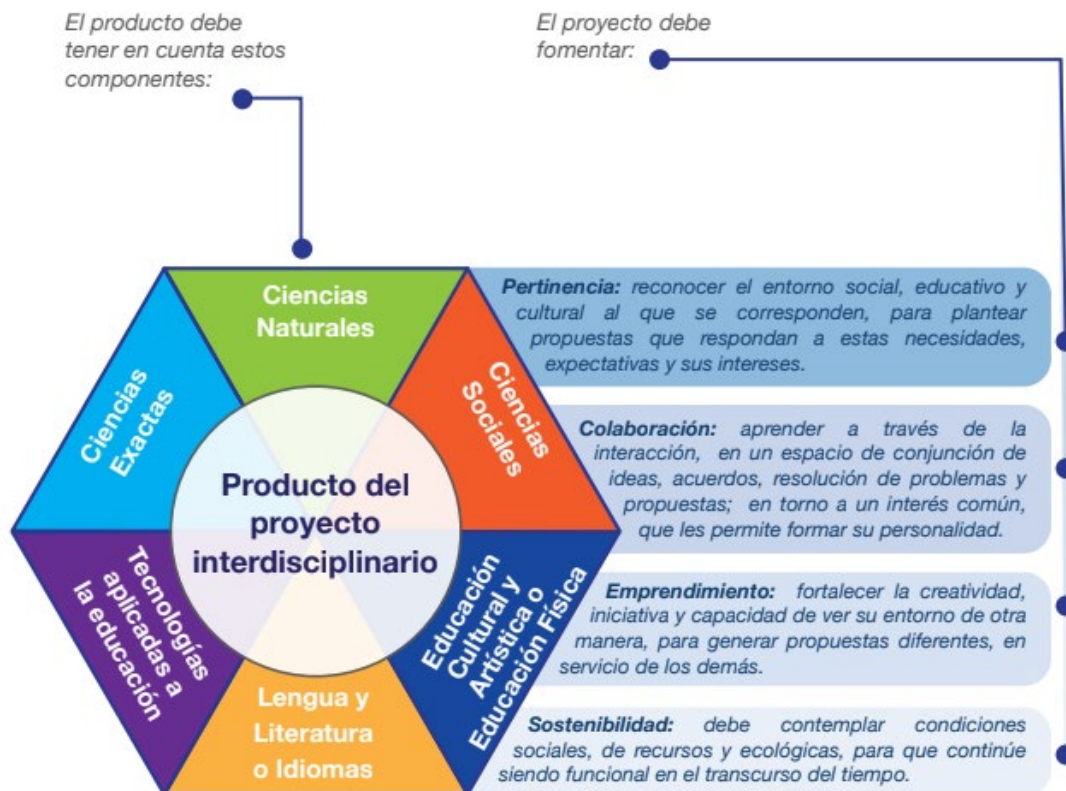 El producto debe
tener en cuenta estos
componentes:
El proyecto debe
fomentar:
Ciencias
Naturales
Ciencias
Sociales
Ciencias
Exactas
Producto del
proyecto
interdisciplinario
Tecnologías
aplicadas a
la educación
Lengua y
Literatura
o Idiomas
Educación
Cultural y
Artística o
Educación Física
Pertinencia: reconocer el entorno social, educativo y
cultural al que se corresponden, para plantear
propuestas que respondan a estas necesidades,
expectativas y sus intereses.
Colaboración: aprender a través de la
interacción, en un espacio de conjunción de
ideas, acuerdos, resolución de problemas y
propuestas; en torno a un interés común,
que les permite formar su personalidad.
Emprendimiento: fortalecer la creatividad,
iniciativa y capacidad de ver su entorno de otra
manera, para generar propuestas diferentes, en
servicio de los demás.
Sostenibilidad: debe contemplar condiciones
sociales, de recursos y ecológicas, para que continúe
siendo funcional en el transcurso del tiempo.